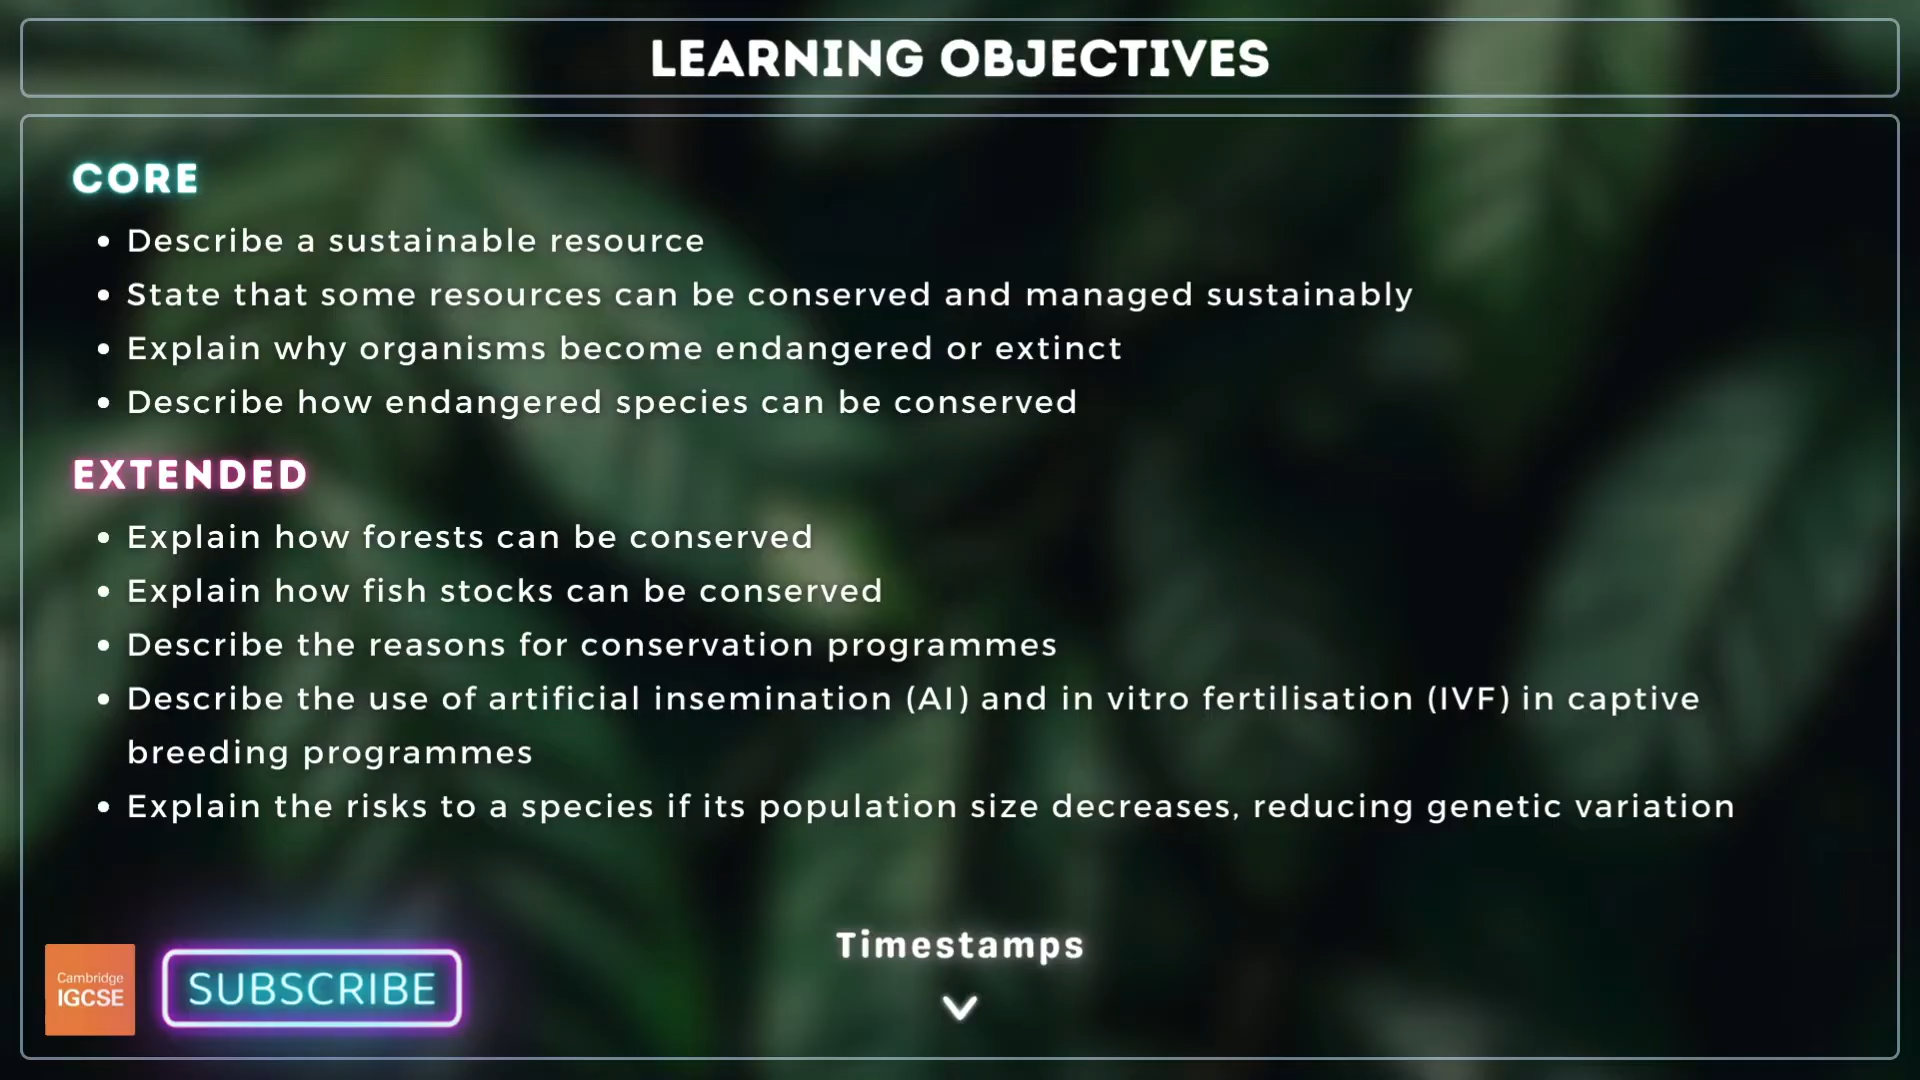 LEARNING OBJECTIVES
CORE
• Describe a sustainable resource
• State that some resources can be conserved and managed sustainably
• Explain why organisms become endangered or extinct
• Describe how endangered species can be conserved
EXTENDED
• Explain how forests can be conserved
• Explain how fish stocks can be conserved
• Describe the reasons for conservation programmes
• Describe the use of artificial insemination (AI) and in vitro fertilisation (IVF) in captive
breeding programmes
• Explain the risks to a species if its population size decreases, reducing genetic variation
Timestamps
Cambridge
IGCSE
SUBSCRIBE